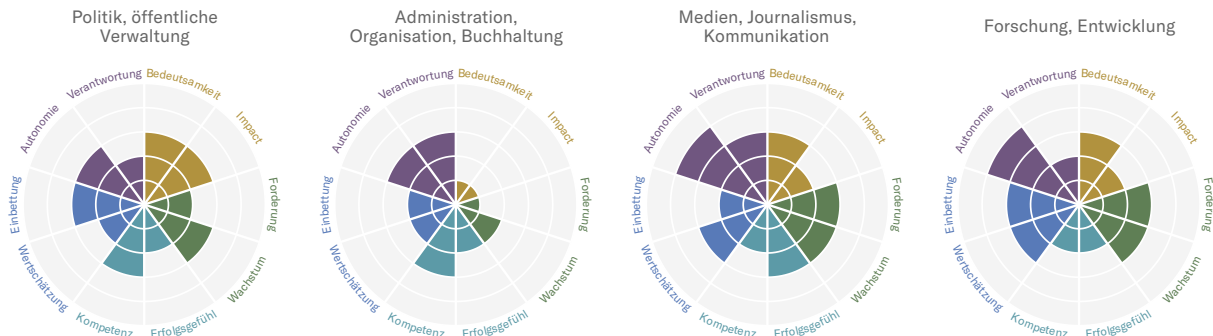 Politik, öffentliche
Verwaltung
Verantwortung
Bedeutsamkeit
Impact
Forderung
Wachstum
Erfolgsgefühl
Kompetenz
Wertschätzung
Einbettung
Autonomie
Administration,
Organisation, Buchhaltung
Verantwortung
Bedeutsamkeit
Impact
Forderung
Wachstum
Erfolgsgefühl
Kompetenz
Wertschätzung
Einbettung
Autonomie
Medien, Journalismus,
Kommunikation
Verantwortung
Bedeutsamkeit
Impact
Forderung
Wachstum
Erfolgsgefühl
Kompetenz
Wertschätzung
Einbettung
Autonomie
Forschung, Entwicklung
Verantwortung
Bedeutsamkeit
Impact
Forderung
Wachstum
Erfolgsgefühl
Kompetenz
Wertschätzung
Einbettung
Autonomie